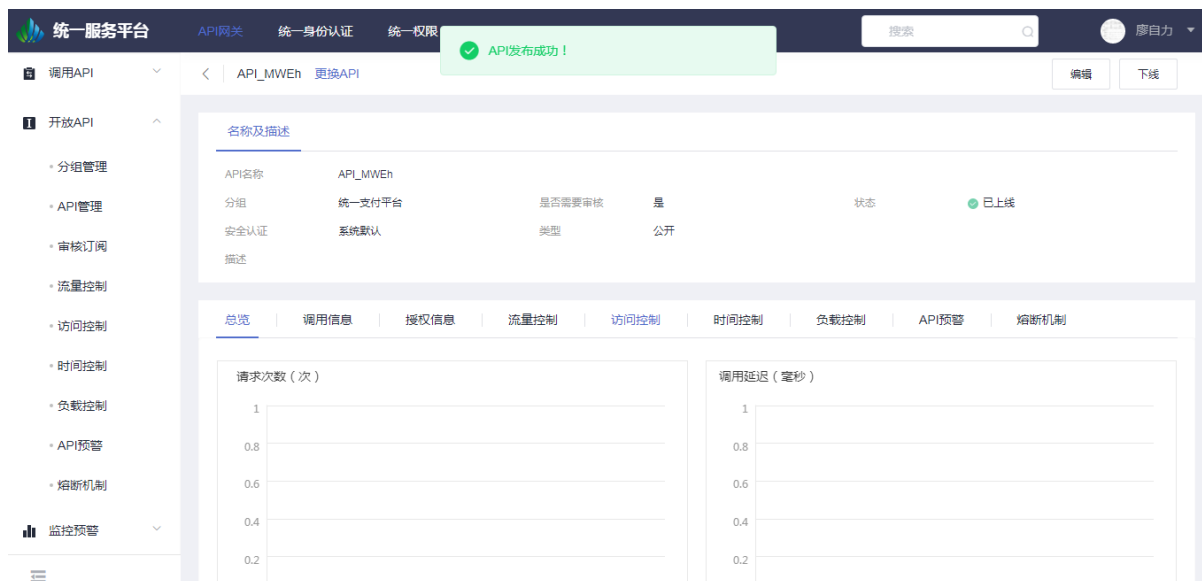 统一服务平台 API网关 统一身份认证 统一权限 搜索 廖自力
API发布成功！
调用API
API_MWEh 更换API 编辑 下线
开放API
分组管理
API管理
审核订阅
流量控制
访问控制
时间控制
负载控制
API预警
熔断机制
监控预警
名称及描述
API名称 API_MWEh
分组 统一支付平台 是否需要审核 是 状态 已上线
安全认证 系统默认 类型 公开
描述
总览 调用信息 授权信息 流量控制 访问控制 时间控制 负载控制 API预警 熔断机制
请求次数（次）
1
0.8
0.6
0.4
0.2
调用延迟（毫秒）
1
0.8
0.6
0.4
0.2